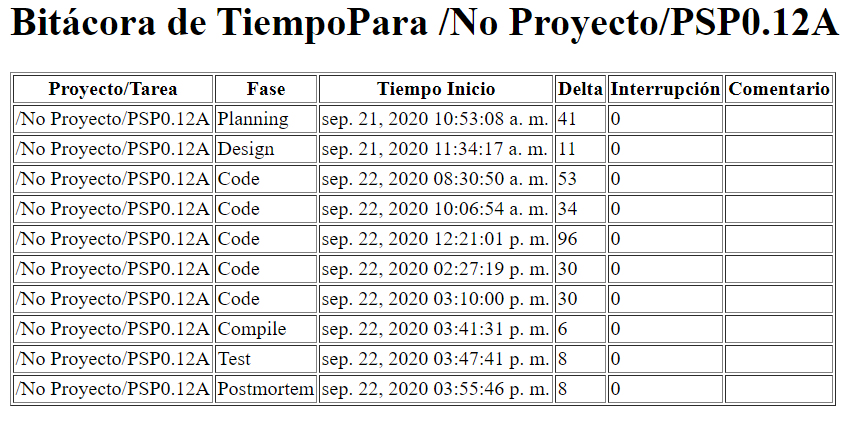 Bitácora de TiempoPara /No Proyecto/PSP0.12A
Proyecto/Tarea Fase Tiempo Inicio Delta Interrupción Comentario
/No Proyecto/PSP0.12A Planning sep. 21, 2020 10:53:08 a. m. 41 0
/No Proyecto/PSP0.12A Design sep. 21, 2020 11:34:17 a. m. 11 0
/No Proyecto/PSP0.12A Code sep. 22, 2020 08:30:50 a. m. 53 0
/No Proyecto/PSP0.12A Code sep. 22, 2020 10:06:54 a. m. 34 0
/No Proyecto/PSP0.12A Code sep. 22, 2020 12:21:01 p. m. 96 0
/No Proyecto/PSP0.12A Code sep. 22, 2020 02:27:19 p. m. 30 0
/No Proyecto/PSP0.12A Code sep. 22, 2020 03:10:00 p. m. 30 0
/No Proyecto/PSP0.12A Compile sep. 22, 2020 03:41:31 p. m. 6 0
/No Proyecto/PSP0.12A Test sep. 22, 2020 03:47:41 p. m. 8 0
/No Proyecto/PSP0.12A Postmortem sep. 22, 2020 03:55:46 p. m. 8 0